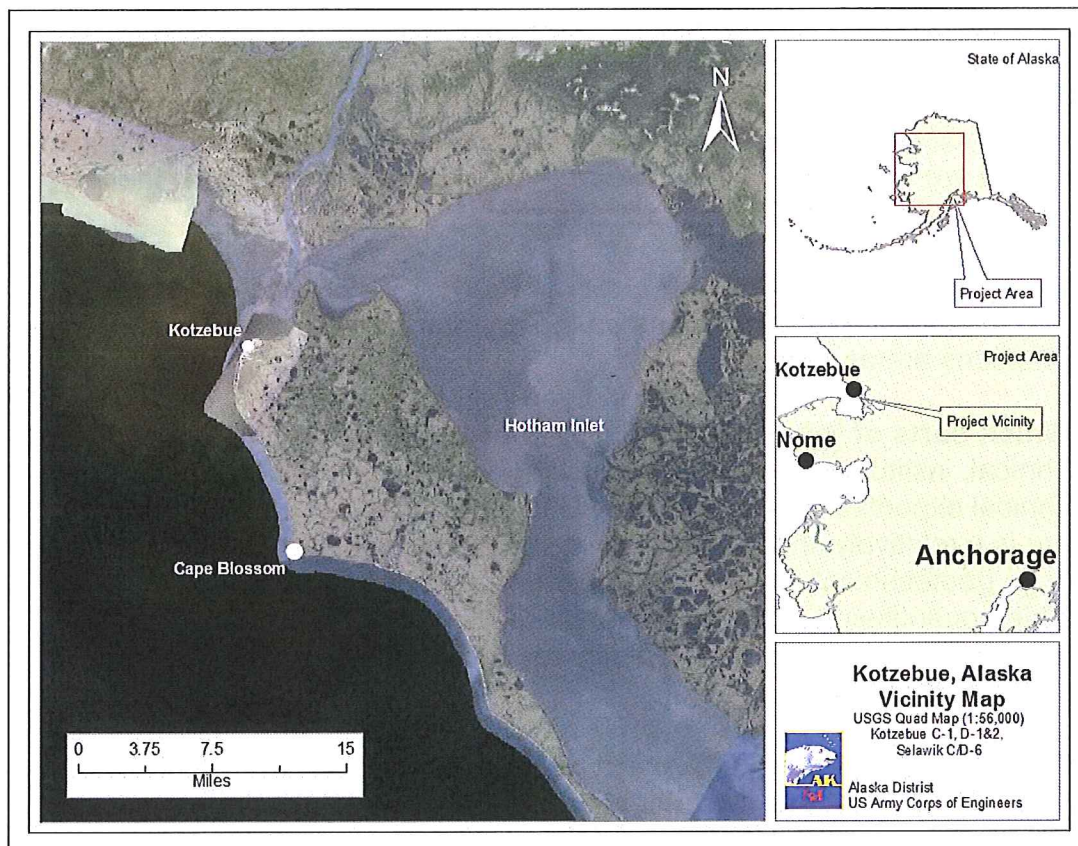 N
Kotzebue
Hotham Inlet
Cape Blossom
0 3.75 7.5 15
Miles
State of Alaska
Project Area
Project Area
Kotzebue
Project Vicinity
Nome
Anchorage
Kotzebue, Alaska
Vicinity Map
USGS Quad Map (1:56,000)
Kotzebue C-1, D-1&2,
Selawik C/D-6
AK
Alaska District
US Army Corps of Engineers